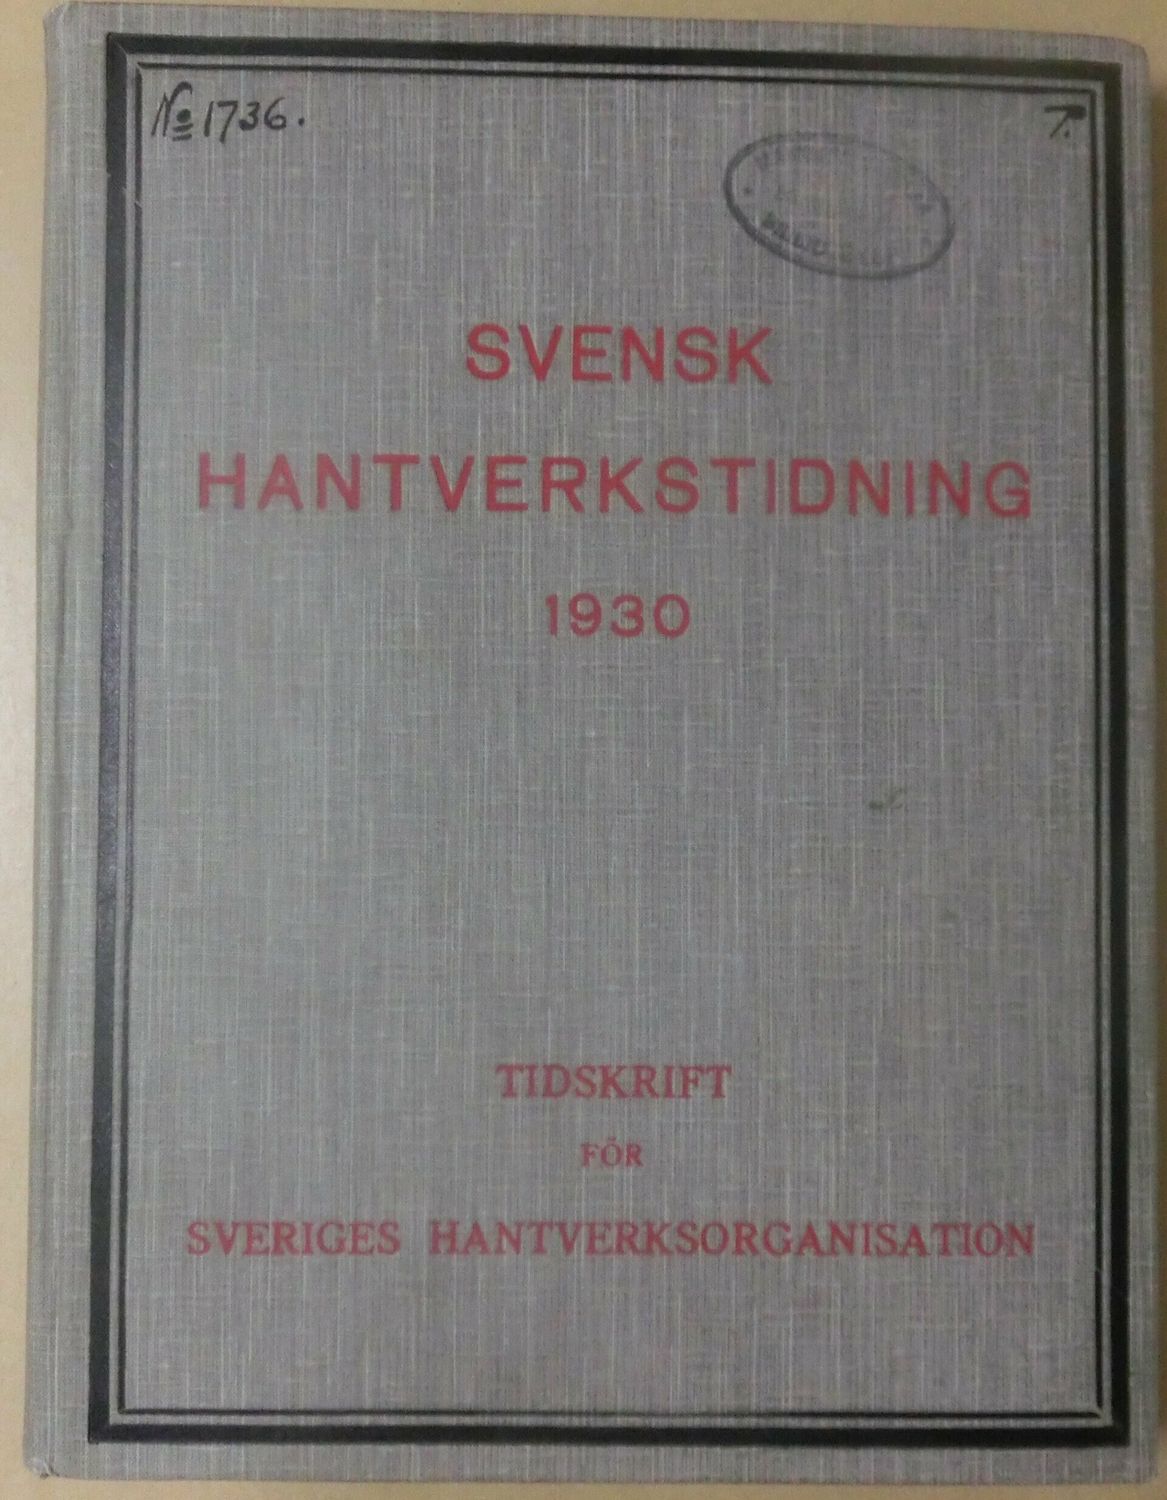 № 1736.
T.
SVENSK
HANTVERKSTIDNING
1930
TIDSKRIFT
FÖR
SVERIGES HANTVERKSORGANISATION